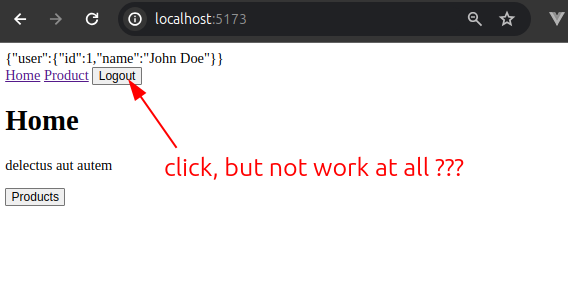 localhost:5173
{"user":{"id":1,"name":"John Doe"}}
Home Product Logout
Home
click, but not work at all ???
delectus aut autem
Products